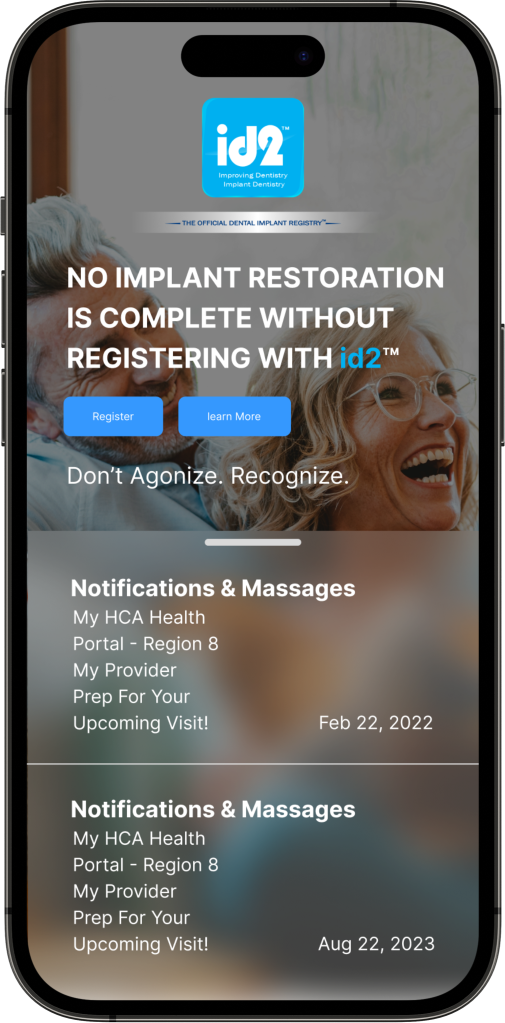 id2™
Improving Dentistry
Implant Dentistry
THE OFFICIAL DENTAL IMPLANT REGISTRY™
NO IMPLANT RESTORATION
IS COMPLETE WITHOUT
REGISTERING WITH id2™
Register learn More
Don't Agonize. Recognize.
Notifications & Massages
My HCA Health
Portal - Region 8
My Provider
Prep For Your
Upcoming Visit! Feb 22, 2022
Notifications & Massages
My HCA Health
Portal - Region 8
My Provider
Prep For Your
Upcoming Visit! Aug 22, 2023